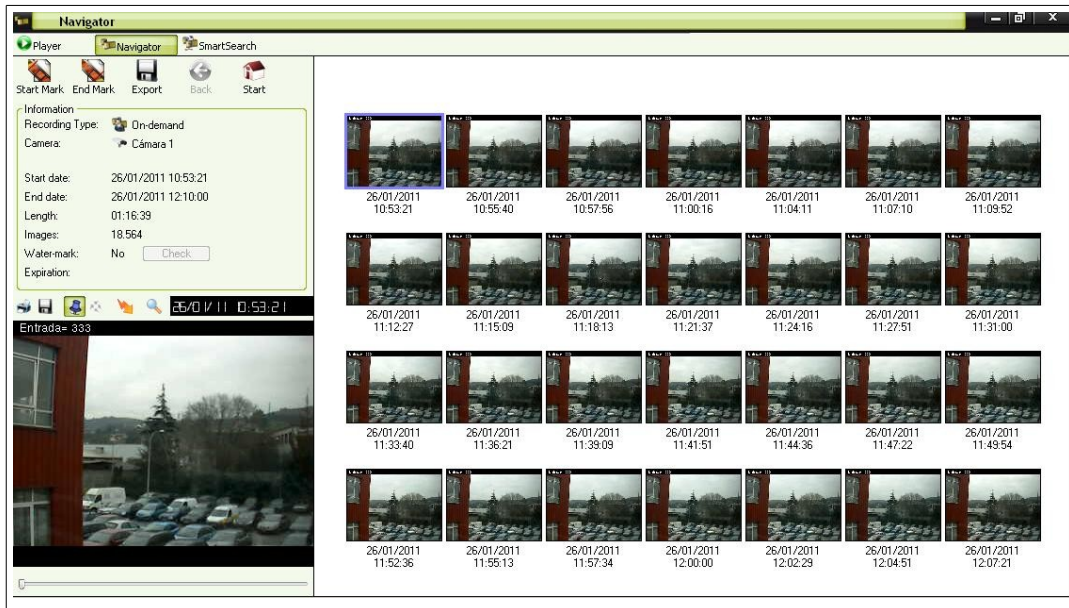 Navigator
Player Navigator SmartSearch
Start Mark End Mark Export Back Start
Information
Recording Type: On-demand
Camera: Cámara 1
Start date: 26/01/2011 10:53:21
End date: 26/01/2011 12:10:00
Length: 01:16:39
Images: 18.564
Water-mark: No Check
Expiration:
26/01/11 10:53:21
Entrada= 333
26/01/2011 26/01/2011 26/01/2011 26/01/2011 26/01/2011 26/01/2011 26/01/2011
10:53:21 10:55:40 10:57:56 11:00:16 11:04:11 11:07:10 11:09:52
26/01/2011 26/01/2011 26/01/2011 26/01/2011 26/01/2011 26/01/2011 26/01/2011
11:12:27 11:15:09 11:18:13 11:21:37 11:24:16 11:27:51 11:31:00
26/01/2011 26/01/2011 26/01/2011 26/01/2011 26/01/2011 26/01/2011 26/01/2011
11:33:40 11:36:21 11:39:09 11:41:51 11:44:36 11:47:22 11:49:54
26/01/2011 26/01/2011 26/01/2011 26/01/2011 26/01/2011 26/01/2011 26/01/2011
11:52:36 11:55:13 11:57:34 12:00:00 12:02:29 12:04:51 12:07:21